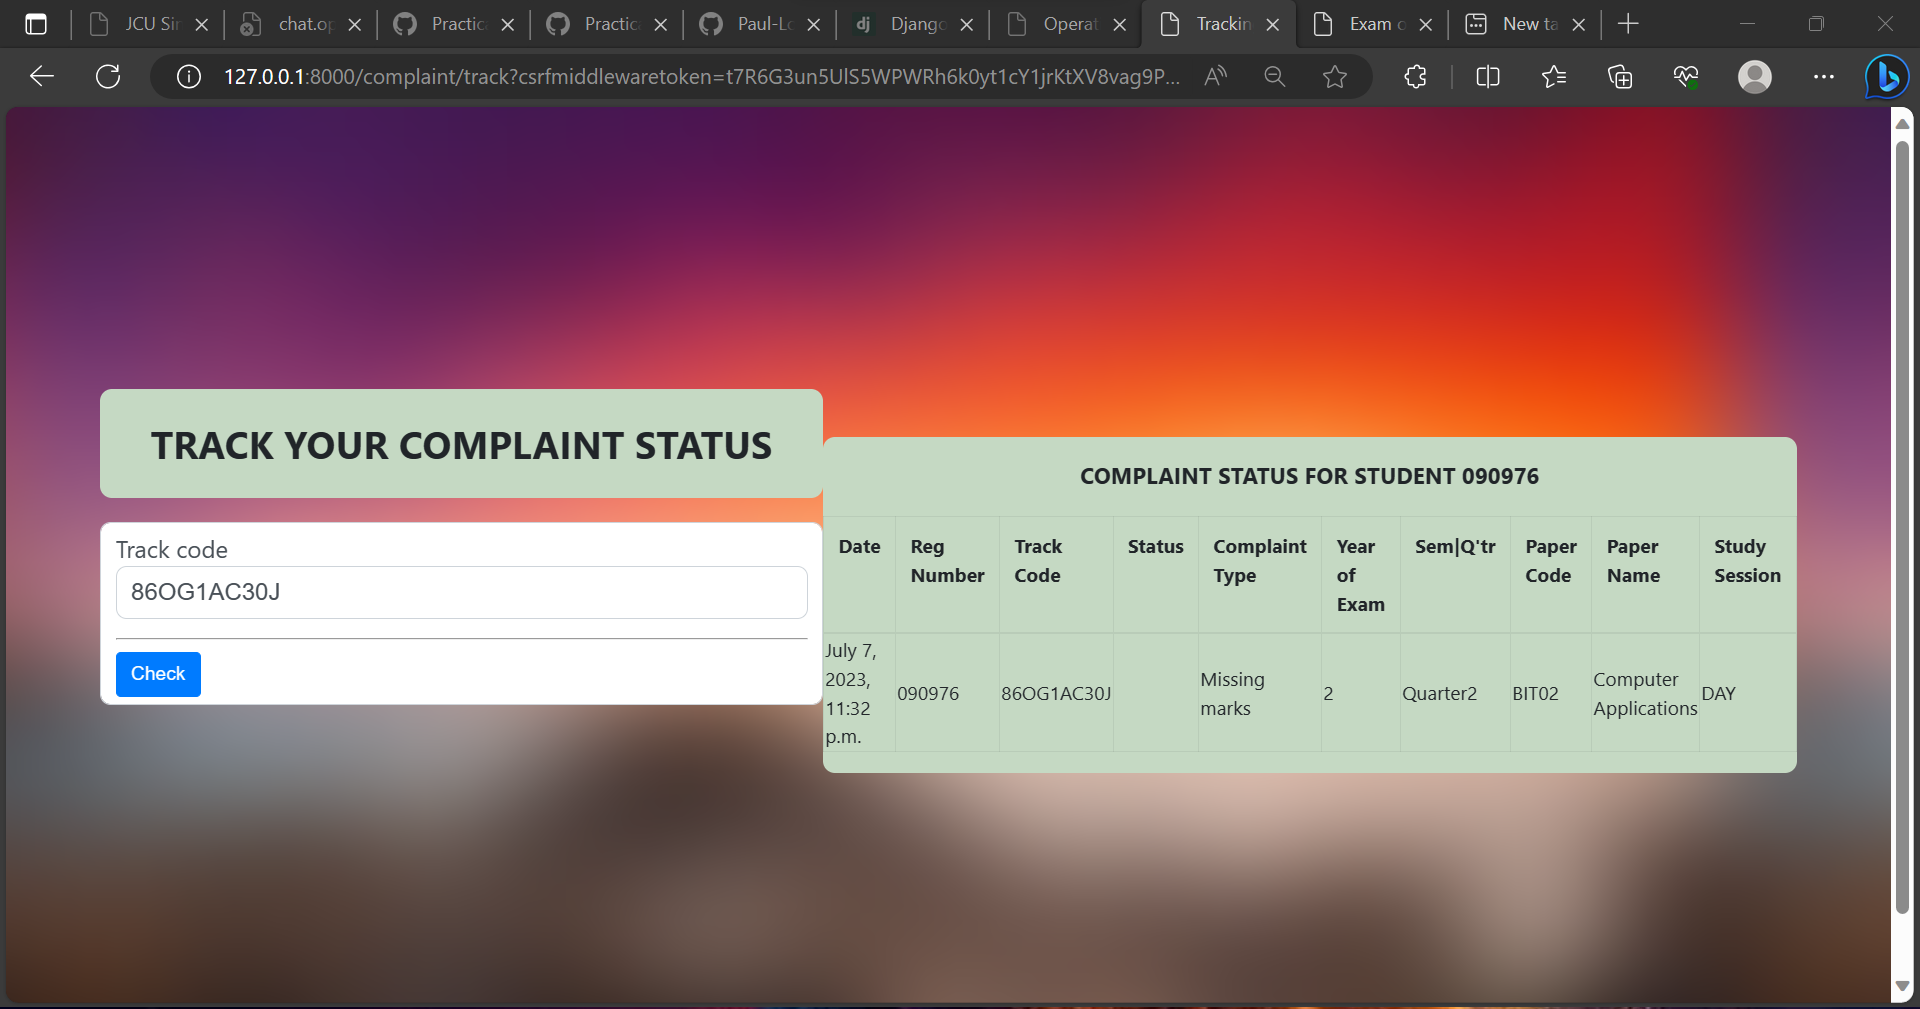 JCU Sir
chat.op
Practic
Practic
Paul-Lo
dj Django
Operat
Trackin
Exam o
New ta
127.0.0.1:8000/complaint/track?csrfmiddlewaretoken=t7R6G3un5UlS5WPWRh6k0yt1cY1jrKtXV8vag9P...
TRACK YOUR COMPLAINT STATUS
Track code
86OG1AC30J
Check
COMPLAINT STATUS FOR STUDENT 090976
Date
Reg
Number
Track
Code
Status
Complaint
Type
Year
of
Exam
Sem|Q'tr
Paper
Code
Paper
Name
Study
Session
July 7,
2023,
11:32
p.m.
090976
86OG1AC30J
Missing
marks
2
Quarter2
BIT02
Computer
Applications
DAY